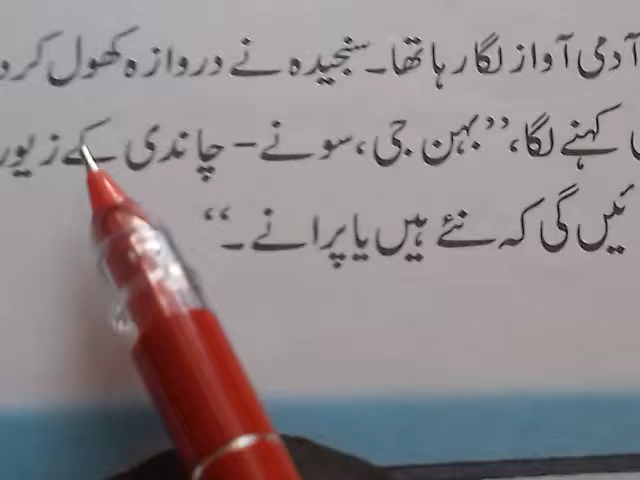 آدمی آواز لگا رہا تھا۔ سنجیدہ نے دروازہ کھول کر
کہنے لگا، ”بہن جی، سونے – چاندی کے زیور
گی کہ نئے ہیں یا پرانے ۔“